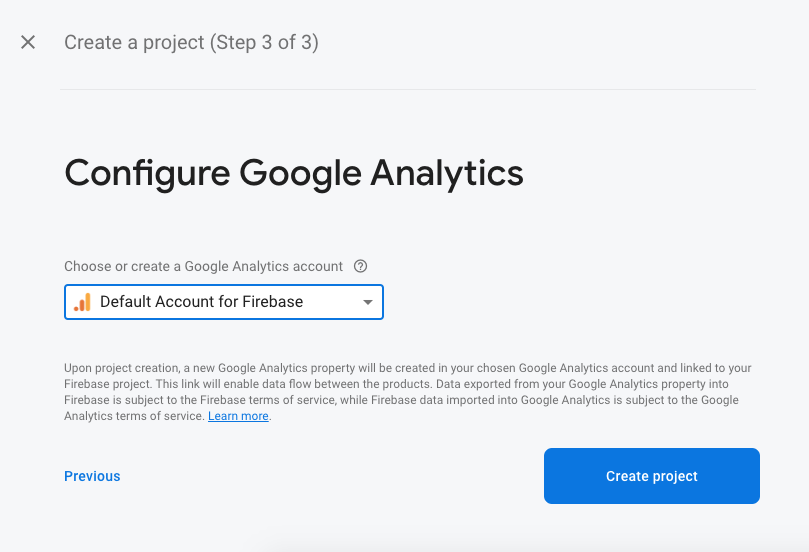 Create a project (Step 3 of 3)
Configure Google Analytics
Choose or create a Google Analytics account
Default Account for Firebase
Upon project creation, a new Google Analytics property will be created in your chosen Google Analytics account and linked to your
Firebase project. This link will enable data flow between the products. Data exported from your Google Analytics property into
Firebase is subject to the Firebase terms of service, while Firebase data imported into Google Analytics is subject to the Google
Analytics terms of service. Learn more.
Previous
Create project